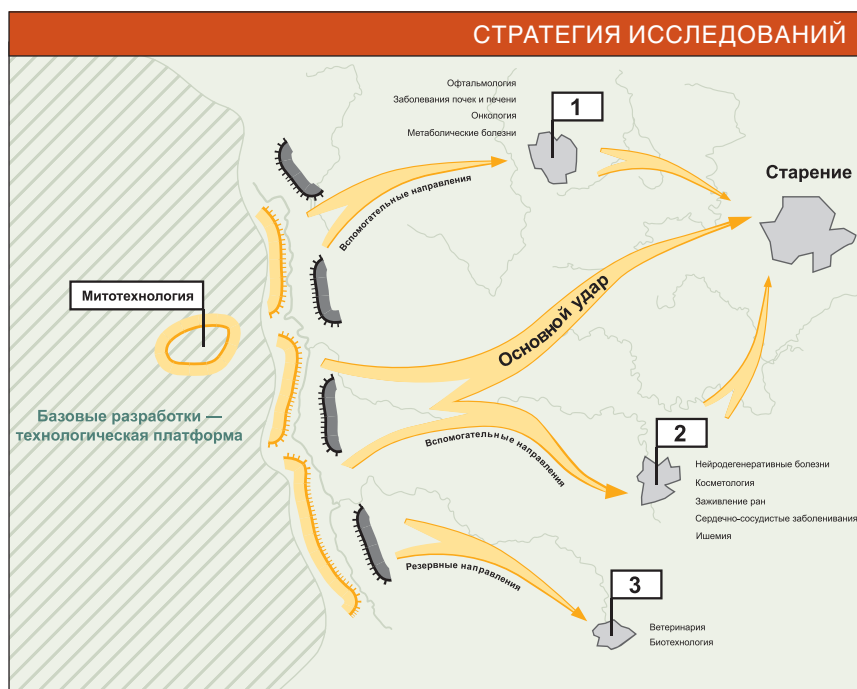 СТРАТЕГИЯ ИССЛЕДОВАНИЙ
Офтальмология
Заболевания почек и печени
Онкология
Метаболические болезни
1
Вспомогательные направления
Старение
Митотехнология
Основной удар
Базовые разработки —
технологическая платформа
2
Вспомогательные направления
Нейродегенеративные болезни
Косметология
Заживление ран
Сердечно-сосудистые заболенивания
Ишемия
Резервные направления
3
Ветеринария
Биотехнология